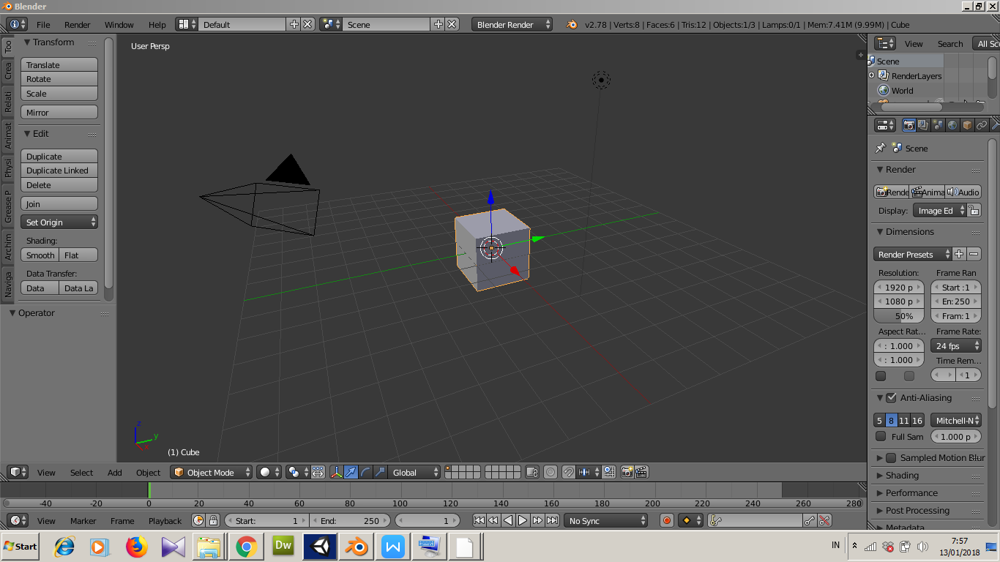 Blender
File Render Window Help Default Scene Blender Render v2.78 | Verts:8 | Faces:6 | Tris:12 | Objects:1/3 | Lamps:0/1 | Mem:7.41M (9.99M) | Cube
Too
Crea
Relati
Animat
Physi
Grease P
Archim
Naviga
Transform
Translate
Rotate
Scale
Mirror
Edit
Duplicate
Duplicate Linked
Delete
Join
Set Origin
Shading:
Smooth Flat
Data Transfer:
Data Data La
Operator
User Persp
z
y
(1) Cube
View Search All Sc
Scene
RenderLayers
World
Scene
Render
Rende Anima Audio
Display: Image Ed
Dimensions
Render Presets
Resolution: Frame Ran
1920 p Start :1
1080 p En: 250
50% Fram: 1
Aspect Rat... Frame Rate:
: 1.000 24 fps
: 1.000 Time Rem...
1
Anti-Aliasing
5 8 11 16 Mitchell-N
Full Sam 1.000 p
Sampled Motion Blur
Shading
Performance
Post Processing
Metadata
View Select Add Object Object Mode Global
-40 -20 0 20 40 60 80 100 120 140 160 180 200 220 240 260 280
View Marker Frame Playback Start: 1 End: 250 1 No Sync
Start Dw W IN 7:57
13/01/2018